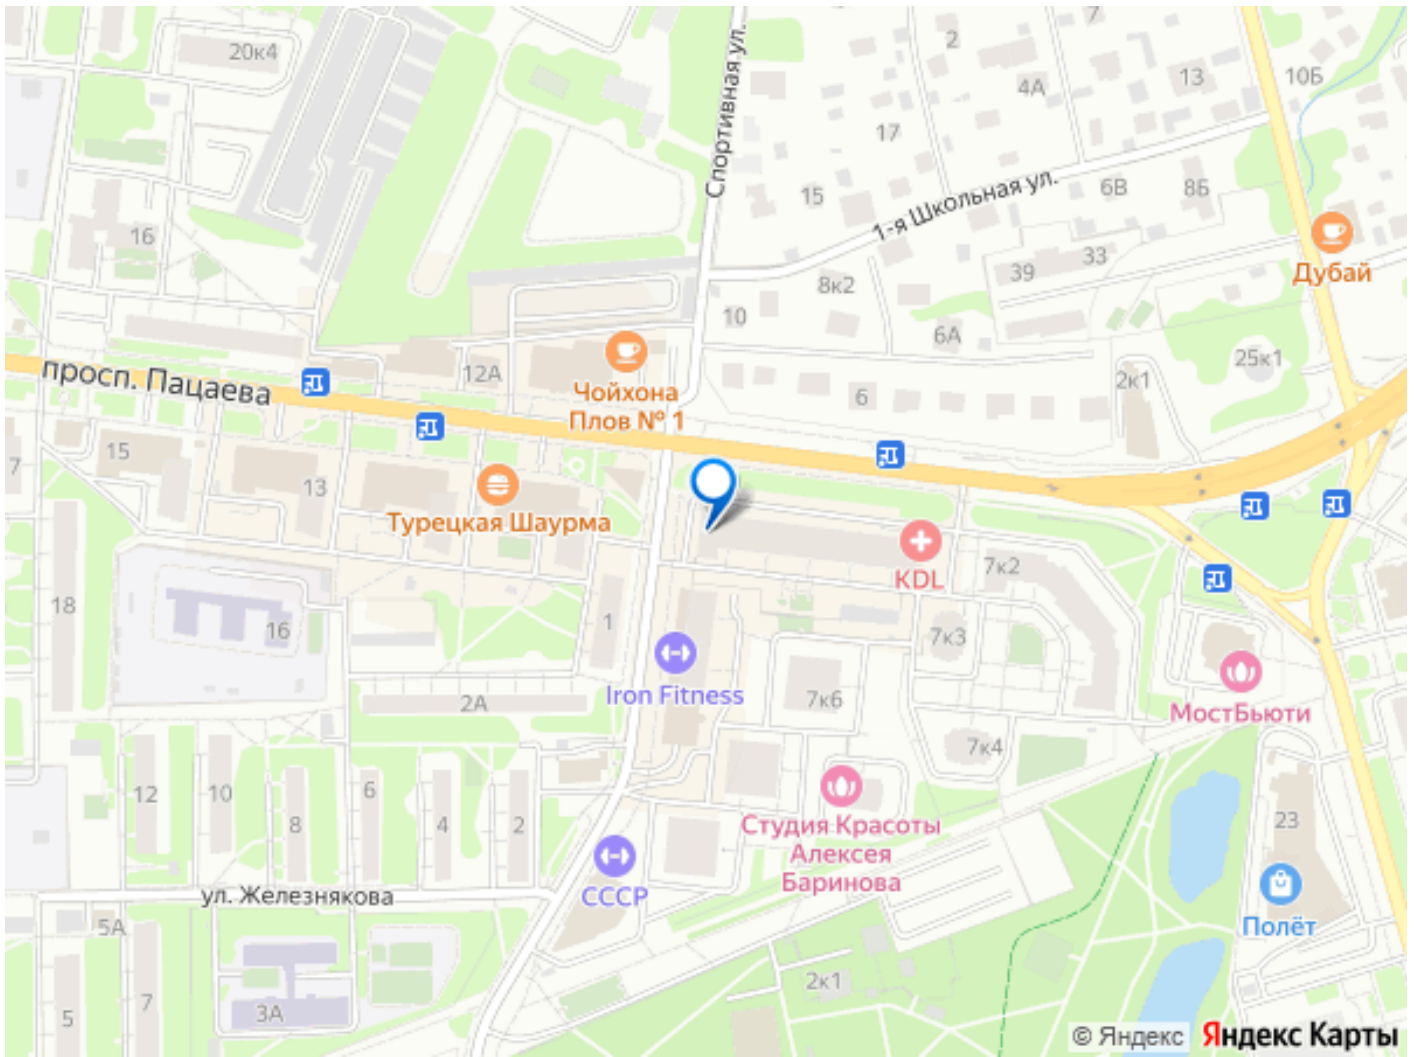 20к4
2
7
4А
13
10Б
17
Спортивная ул.
15
6В
8Б
1-я Школьная ул.
16
39
33
Дубай
8к2
10
6А
25к1
просп. Пацаева
12А
Чойхона
Плов № 1
6
2к1
15
7
13
Турецкая Шаурма
KDL
7к2
18
16
1
7к3
Iron Fitness
2А
7к6
МостБьюти
7к4
12
10
8
6
4
2
Студия Красоты
Алексея
Баринова
23
СССР
ул. Железнякова
Полёт
5А
5
7
3А
2к1
© Яндекс Яндекс Карты